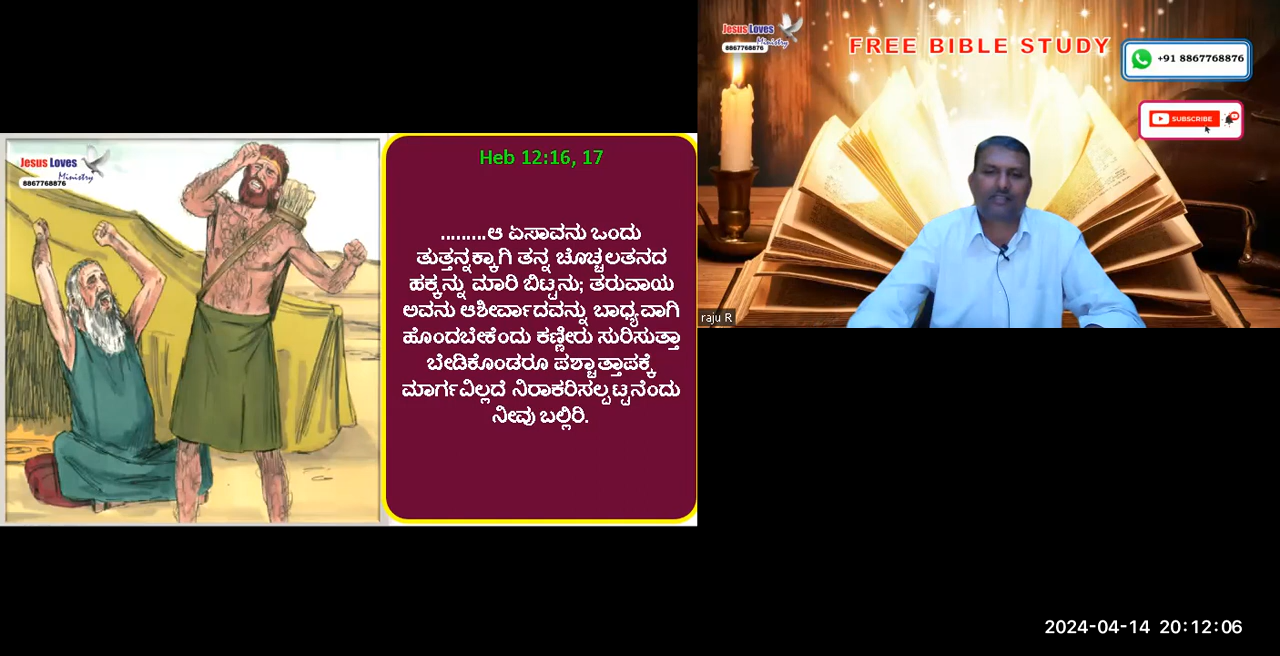 Jesus Loves
Ministry
8867768876
Heb 12:16, 17
.........ಆ ಏಸಾವನು ಒಂದು
ತುತ್ತನ್ನಕ್ಕಾಗಿ ತನ್ನ ಚೊಚ್ಚಲತನದ
ಹಕ್ಕನ್ನು ಮಾರಿ ಬಿಟ್ಟನು; ತರುವಾಯ
ಅವನು ಆಶೀರ್ವಾದವನ್ನು ಬಾಧ್ಯವಾಗಿ
ಹೊಂದಬೇಕೆಂದು ಕಣ್ಣೀರು ಸುರಿಸುತ್ತಾ
ಬೇಡಿಕೊಂಡರೂ ಪಶ್ಚಾತ್ತಾಪಕ್ಕೆ
ಮಾರ್ಗವಿಲ್ಲದೆ ನಿರಾಕರಿಸಲ್ಪಟ್ಟನೆಂದು
ನೀವು ಬಲ್ಲಿರಿ.
Jesus Loves
Ministry
8867768876
FREE BIBLE STUDY
+91 8867768876
SUBSCRIBE
raju R
2024-04-14 20:12:06